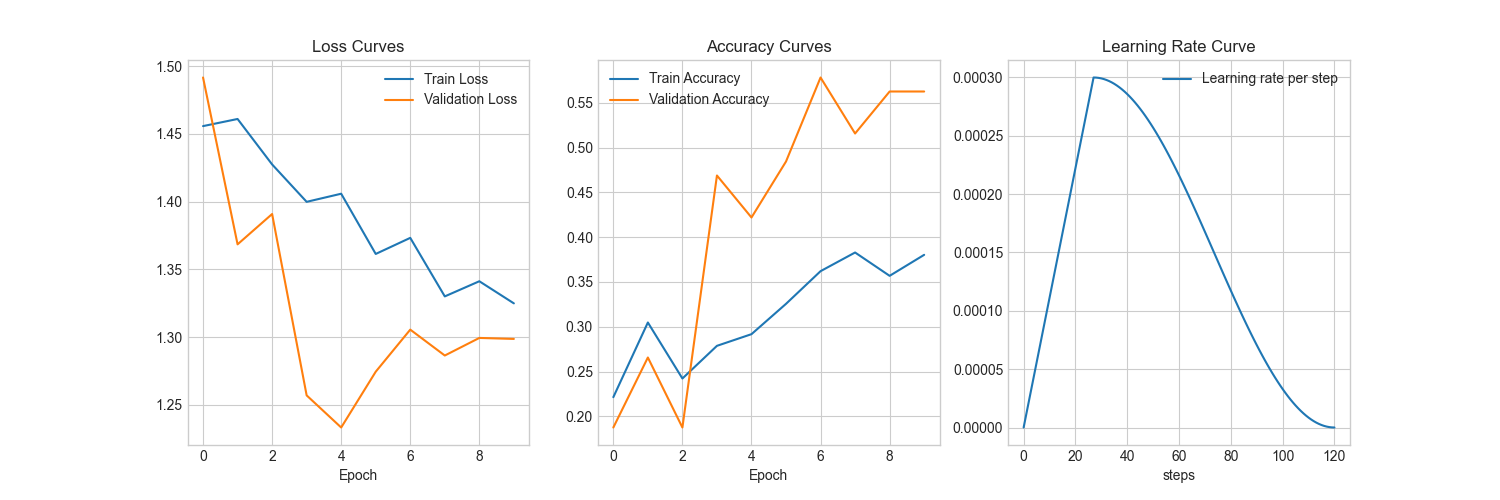 Loss Curves
1.50
1.45
1.40
1.35
1.30
1.25
Train Loss
Validation Loss
0 2 4 6 8
Epoch
Accuracy Curves
0.55
0.50
0.45
0.40
0.35
0.30
0.25
0.20
Train Accuracy
Validation Accuracy
0 2 4 6 8
Epoch
Learning Rate Curve
0.00030
0.00025
0.00020
0.00015
0.00010
0.00005
0.00000
Learning rate per step
0 20 40 60 80 100 120
steps